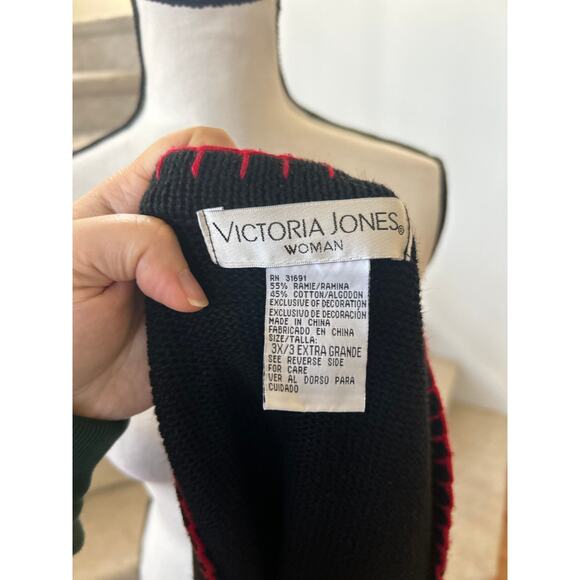 VICTORIA JONES®
WOMAN
RN 31691
55% RAMIE/RAMINA
45% COTTON/ALGODON
EXCLUSIVE OF DECORATION
EXCLUSIVO DE DECORACIÓN
MADE IN CHINA
FABRICADO EN CHINA
SIZE/TALLA:
3X/3 EXTRA GRANDE
SEE REVERSE SIDE
FOR CARE
VER AL DORSO PARA
CUIDADO